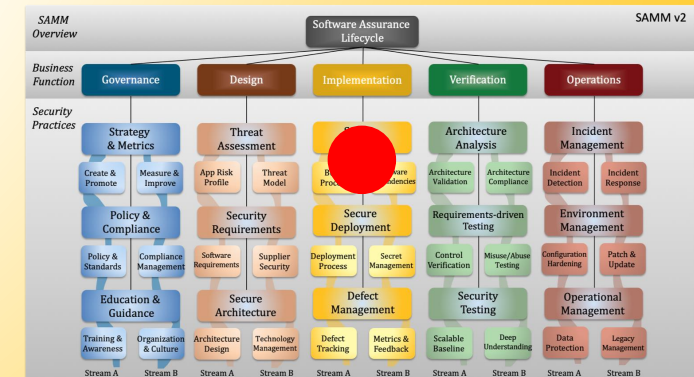 SAMM
Overview
Software Assurance
Lifecycle
SAMM v2
Business
Function
Governance
Design
Implementation
Verification
Operations
Security
Practices
Strategy
& Metrics
Threat
Assessment
Architecture
Analysis
Incident
Management
Create &
Promote
Measure &
Improve
App Risk
Profile
Threat
Model
Architecture
Validation
Architecture
Compliance
Incident
Detection
Incident
Response
Policy &
Compliance
Security
Requirements
Secure
Deployment
Requirements-driven
Testing
Environment
Management
Policy &
Standards
Compliance
Management
Software
Requirements
Supplier
Security
Deployment
Process
Secret
Management
Control
Verification
Misuse/Abuse
Testing
Configuration
Hardening
Patch &
Update
Education &
Guidance
Secure
Architecture
Defect
Management
Security
Testing
Operational
Management
Training &
Awareness
Organization
& Culture
Architecture
Design
Technology
Management
Defect
Tracking
Metrics &
Feedback
Scalable
Baseline
Deep
Understanding
Data
Protection
Legacy
Management
Stream A
Stream B
Stream A
Stream B
Stream A
Stream B
Stream A
Stream B
Stream A
Stream B